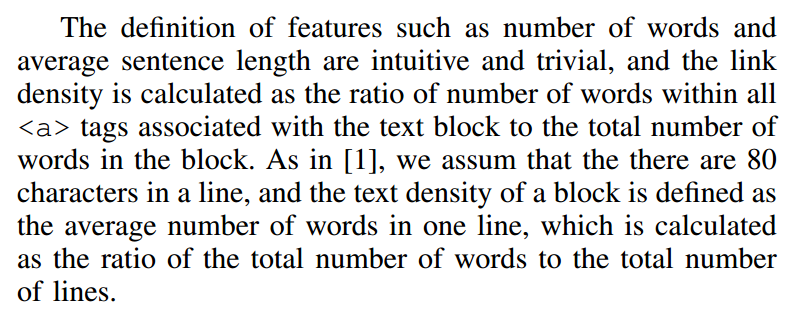 The definition of features such as number of words and
average sentence length are intuitive and trivial, and the link
density is calculated as the ratio of number of words within all
<a> tags associated with the text block to the total number of
words in the block. As in [1], we assum that the there are 80
characters in a line, and the text density of a block is defined as
the average number of words in one line, which is calculated
as the ratio of the total number of words to the total number
of lines.